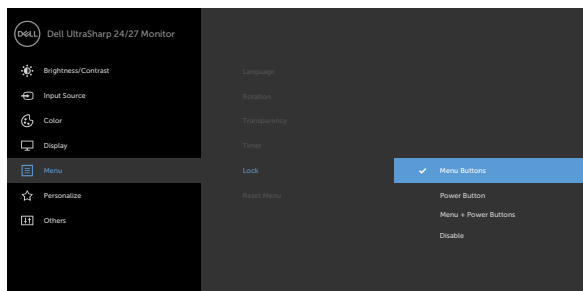 DELL
Dell UltraSharp 24/27 Monitor
Brightness/Contrast
Input Source
Color
Display
Menu
Personalize
Others
Language
Rotation
Transparency
Timer
Lock
Reset Menu
Menu Buttons
Power Button
Menu + Power Buttons
Disable